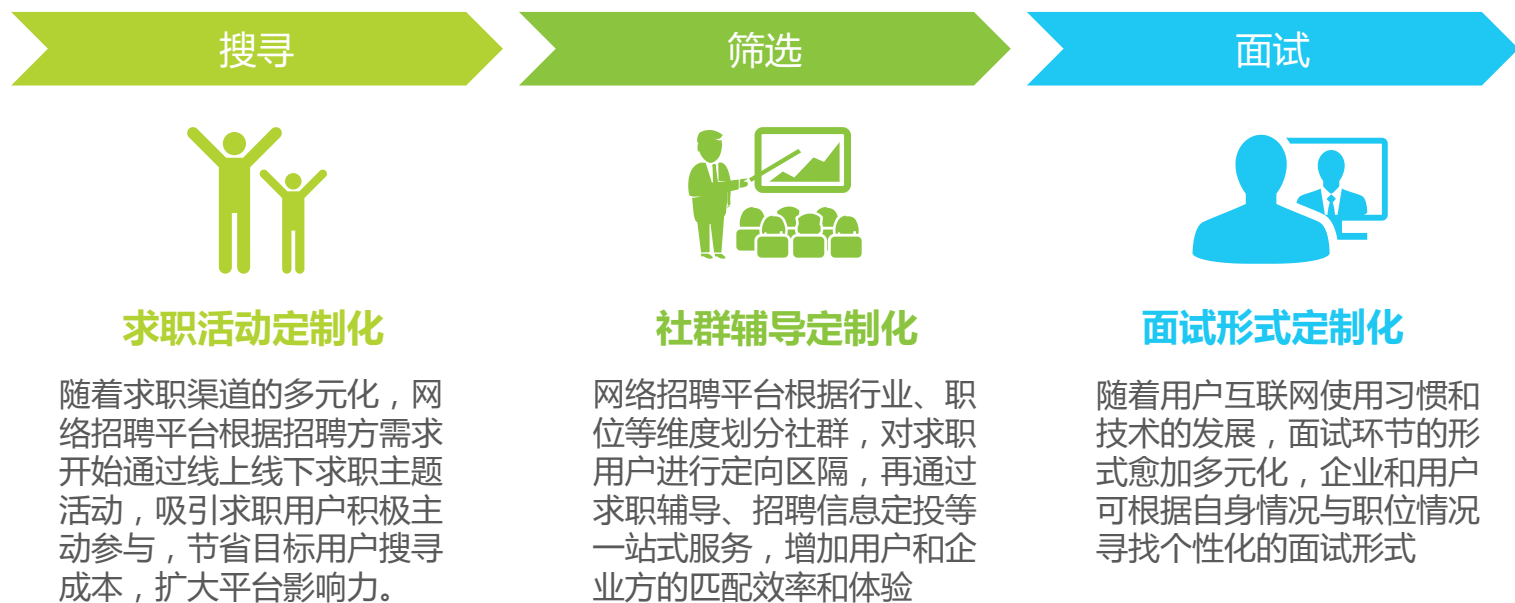 搜寻
筛选
面试
求职活动定制化
随着求职渠道的多元化，网
络招聘平台根据招聘方需求
开始通过线上线下求职主题
活动，吸引求职用户积极主
动参与，节省目标用户搜寻
成本，扩大平台影响力。
社群辅导定制化
网络招聘平台根据行业、职
位等维度划分社群，对求职
用户进行定向区隔，再通过
求职辅导、招聘信息定投等
一站式服务，增加用户和企
业方的匹配效率和体验
面试形式定制化
随着用户互联网使用习惯和
技术的发展，面试环节的形
式愈加多元化，企业和用户
可根据自身情况与职位情况
寻找个性化的面试形式